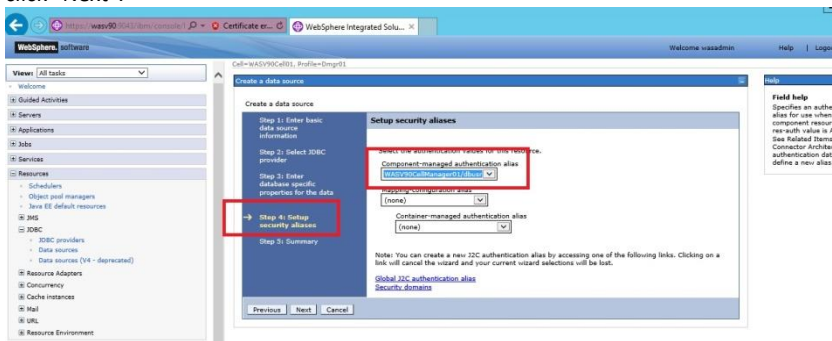 click "Next".
https://wasv90:9043/ibm/console/l
Certificate er...
WebSphere Integrated Solu...
WebSphere. software
Welcome wasadmin
Help | Logo
Cell=WASV90Cell01, Profile=Dmgr01
View: All tasks
Welcome
Guided Activities
Servers
Applications
Jobs
Services
Resources
Schedulers
Object pool managers
Java EE default resources
JMS
JDBC
JDBC providers
Data sources
Data sources (V4 - deprecated)
Resource Adapters
Concurrency
Cache instances
Mail
URL
Resource Environment
Create a data source
Create a data source
Step 1: Enter basic
data source
information
Step 2: Select JDBC
provider
Step 3: Enter
database specific
properties for the data
Step 4: Setup
security aliases
Step 5: Summary
Setup security aliases
Select the authentication values for this resource.
Component-managed authentication alias
WASV90CellManager01/dbusr
Mapping-configuration alias
(none)
Container-managed authentication alias
(none)
Note: You can create a new J2C authentication alias by accessing one of the following links. Clicking on a
link will cancel the wizard and your current wizard selections will be lost.
Global J2C authentication alias
Security domains
Previous Next Cancel
Help
Field help
Specifies an authe
alias for use when
component resour
res-auth value is A
See Related Items
Connector Archite
authentication dat
define a new alias